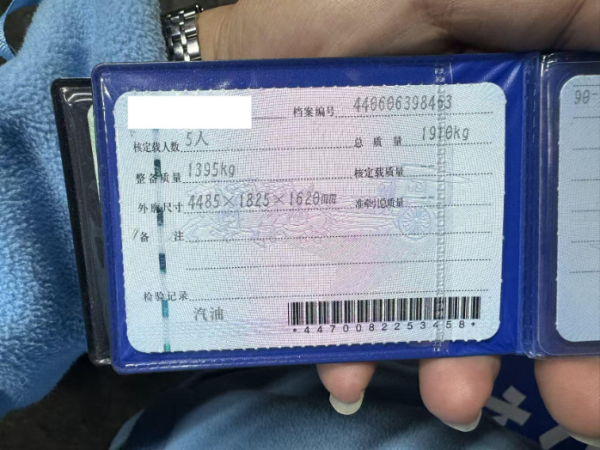 档案编号 440606398463
核定载人数 5人 总质量 1910kg
整备质量 1395kg 核定载质量 --
外廓尺寸 4485×1825×1620mm 准牵引总质量 --
备注
检验记录
汽油
*4470082253458*
90-